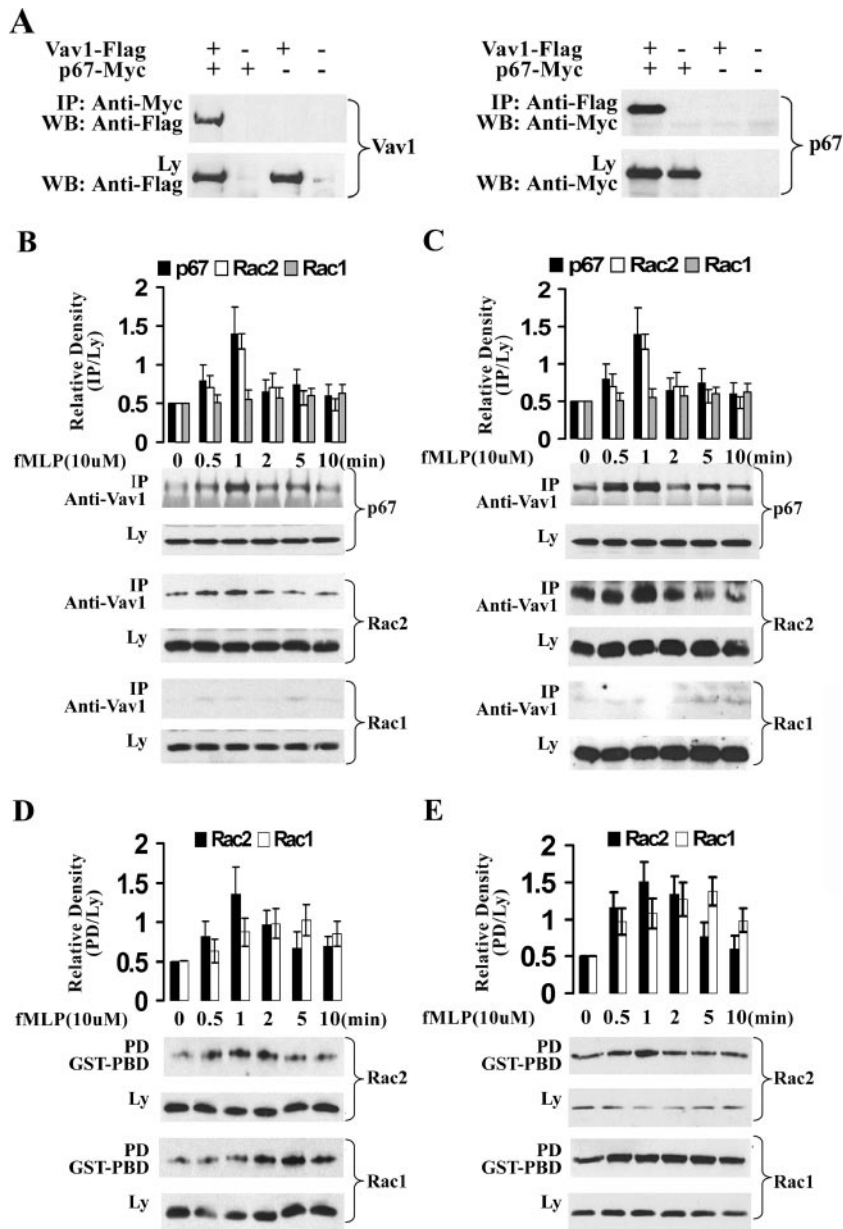 A
Vav1-Flag + - + -
p67-Myc + + - -
IP: Anti-Myc
WB: Anti-Flag
Ly
WB: Anti-Flag
Vav1
Vav1-Flag + - + -
p67-Myc + + - -
IP: Anti-Flag
WB: Anti-Myc
Ly
WB: Anti-Myc
p67
B
p67 Rac2 Rac1
Relative Density
(IP/Ly)
2
1.5
1
0.5
0
fMLP(10uM) 0 0.5 1 2 5 10(min)
IP
Anti-Vav1
Ly
p67
IP
Anti-Vav1
Ly
Rac2
IP
Anti-Vav1
Ly
Rac1
C
p67 Rac2 Rac1
Relative Density
(IP/Ly)
2
1.5
1
0.5
0
fMLP(10uM) 0 0.5 1 2 5 10(min)
IP
Anti-Vav1
Ly
p67
IP
Anti-Vav1
Ly
Rac2
IP
Anti-Vav1
Ly
Rac1
D
Rac2 Rac1
Relative Density
(PD/Ly)
2
1.5
1
0.5
0
fMLP(10uM) 0 0.5 1 2 5 10(min)
PD
GST-PBD
Ly
Rac2
PD
GST-PBD
Ly
Rac1
E
Rac2 Rac1
Relative Density
(PD/Ly)
2
1.5
1
0.5
0
fMLP(10uM) 0 0.5 1 2 5 10(min)
PD
GST-PBD
Ly
Rac2
PD
GST-PBD
Ly
Rac1